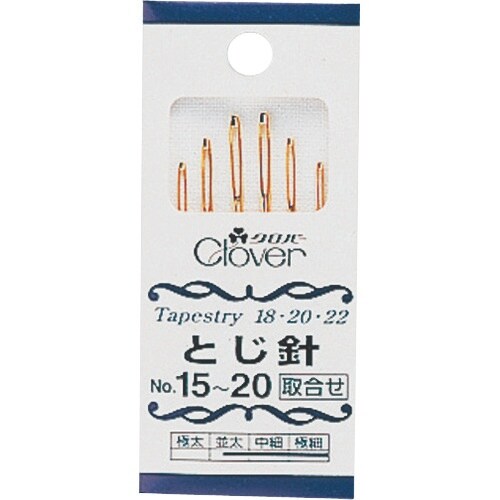 クロバー
Clover
Tapestry 18・20・22
とじ針
No.15〜20 取合せ
極太 並太 中細 極細